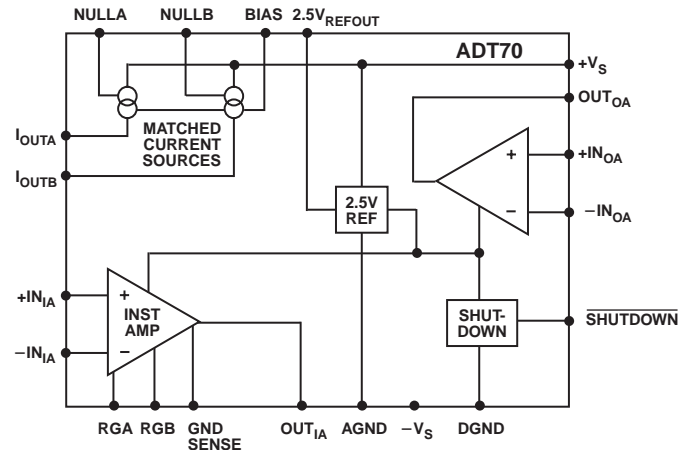 NULLA NULLB BIAS 2.5V_REFOUT
ADT70
+V_S
OUT_OA
I_OUTA
MATCHED
CURRENT
SOURCES
I_OUTB
+
+IN_OA
−
−IN_OA
2.5V
REF
+IN_IA
+
INST
AMP
−
−IN_IA
SHUT-
DOWN
SHUTDOWN
RGA RGB GND
SENSE
OUT_IA AGND −V_S DGND